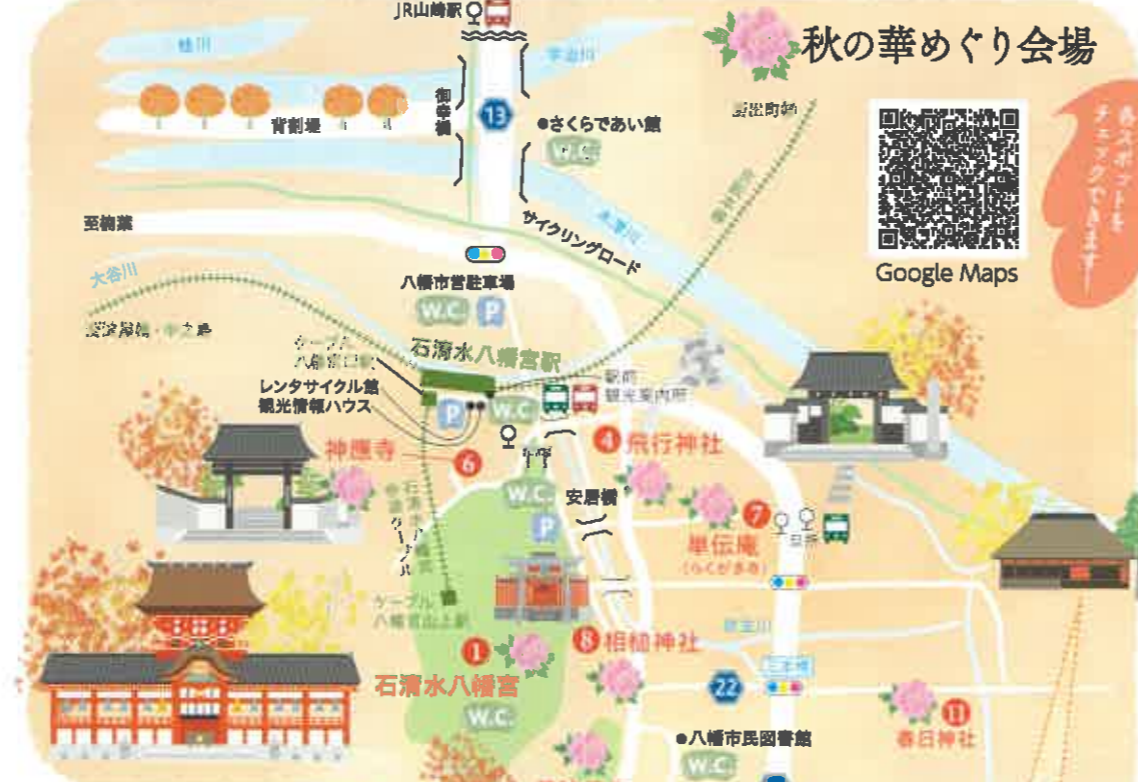 JR山崎駅
秋の華めぐり会場
桂川
宇治川
御幸橋
13
背割堤
●さくらであい館
W.C.
各スポットを
チェックできます!
Google Maps
至楠葉
サイクリングロード
木津川
大谷川
八幡市営駐車場
W.C. P
石清水八幡宮駅
ケーブル
八幡宮口駅
レンタサイクル館
観光情報ハウス
P
W.C.
駅前
観光案内所
神應寺
6
4 飛行神社
W.C.
P
安居橋
7
単伝庵
(らくがき寺)
ケーブル
八幡宮山上駅
8 相槌神社
1
石清水八幡宮
W.C.
22
11
春日神社
●八幡市民図書館
W.C.